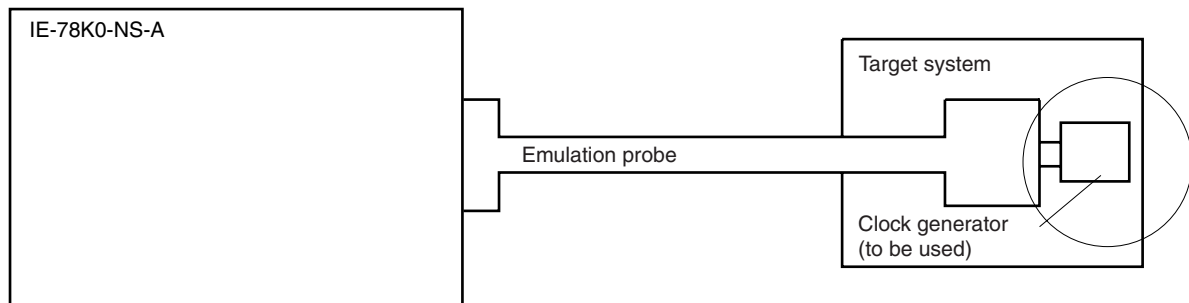 IE-78K0-NS-A
Target system
Emulation probe
Clock generator
(to be used)